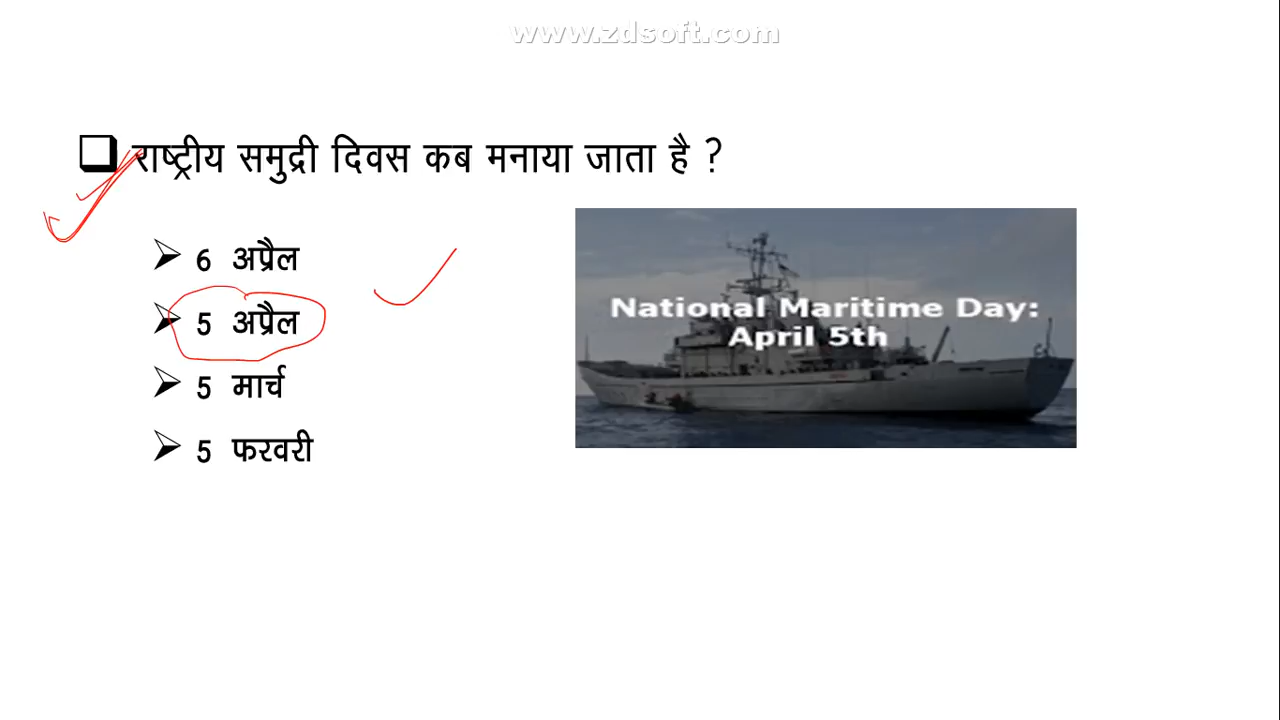 www.zdsoft.com
राष्ट्रीय समुद्री दिवस कब मनाया जाता है ?
6 अप्रैल
5 अप्रैल
5 मार्च
5 फरवरी
National Maritime Day:
April 5th